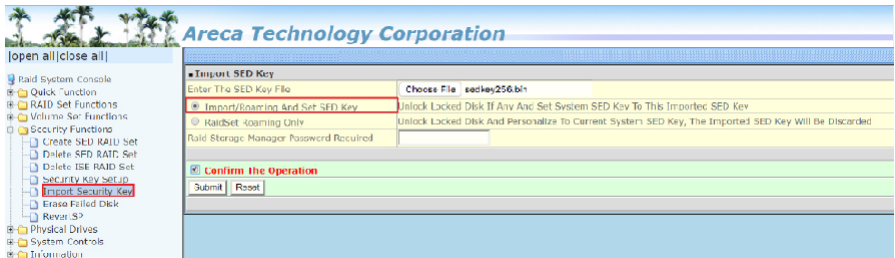 Areca Technology Corporation
|open all|close all|
Raid System Console
Quick Function
RAID Set Functions
Volume Set Functions
Security Functions
Create SED RAID Set
Delete SED RAID Set
Delete ISE RAID Set
Security Key Setup
Import Security Key
Erase Failed Disk
RevertSP
Physical Drives
System Controls
Information
Import SED Key
Enter The SED Key File Choose File sedkey256.bin
Import/Roaming And Set SED Key Unlock Locked Disk If Any And Set System SED Key To This Imported SED Key
RaidSet Roaming Only Unlock Locked Disk And Personalize To Current System SED Key, The Imported SED Key Will Be Discarded
Raid Storage Manager Password Required
Confirm The Operation
Submit Reset